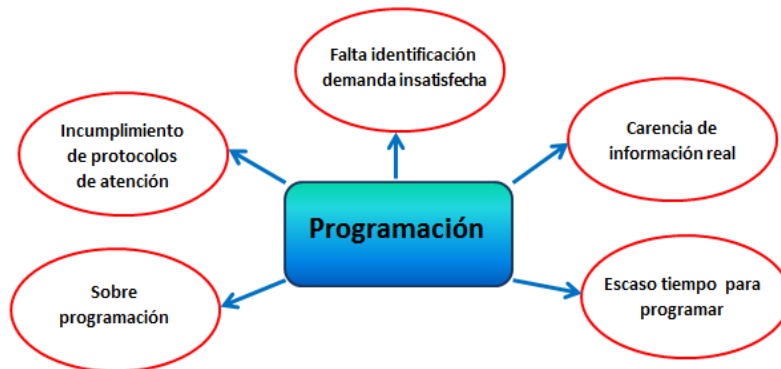 Falta identificación
demanda insatisfecha
Incumplimiento
de protocolos
de atención
Carencia de
información real
Programación
Sobre
programación
Escaso tiempo para
programar